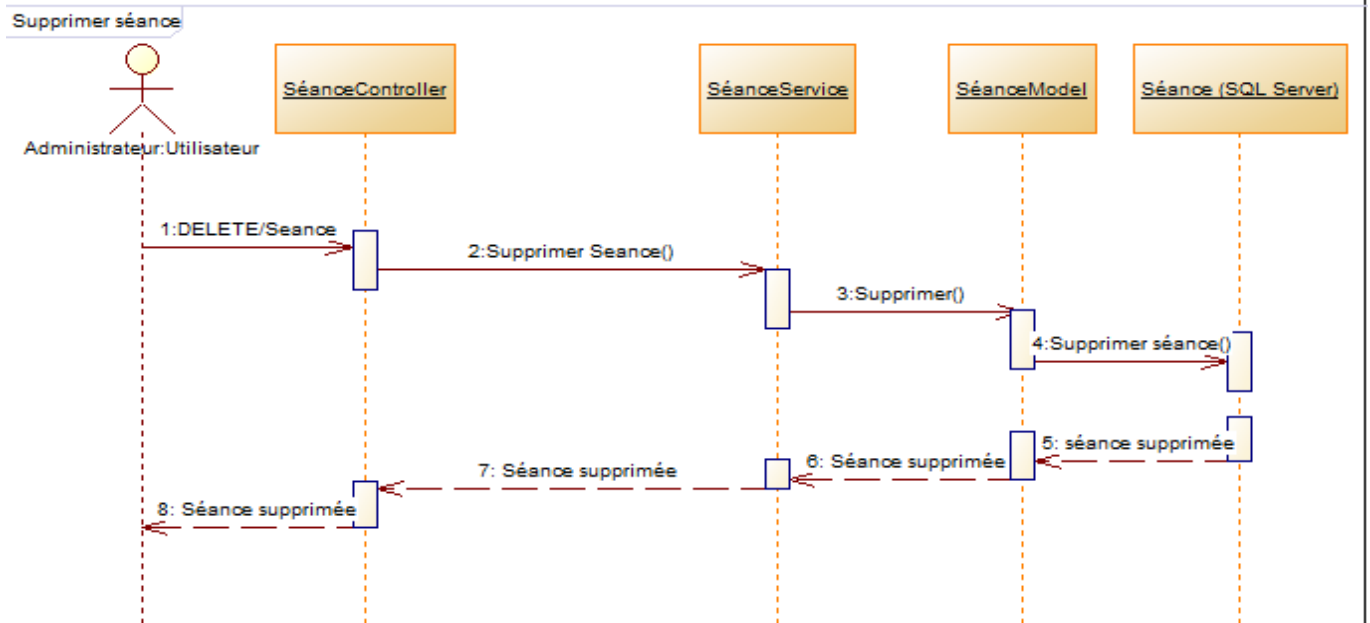 Supprimer séance
SéanceController
SéanceService
SéanceModel
Séance (SQL Server)
Administrateur:Utilisateur
1:DELETE/Seance
2:Supprimer Seance()
3:Supprimer()
4:Supprimer séance()
5: séance supprimée
6: Séance supprimée
7: Séance supprimée
8: Séance supprimée